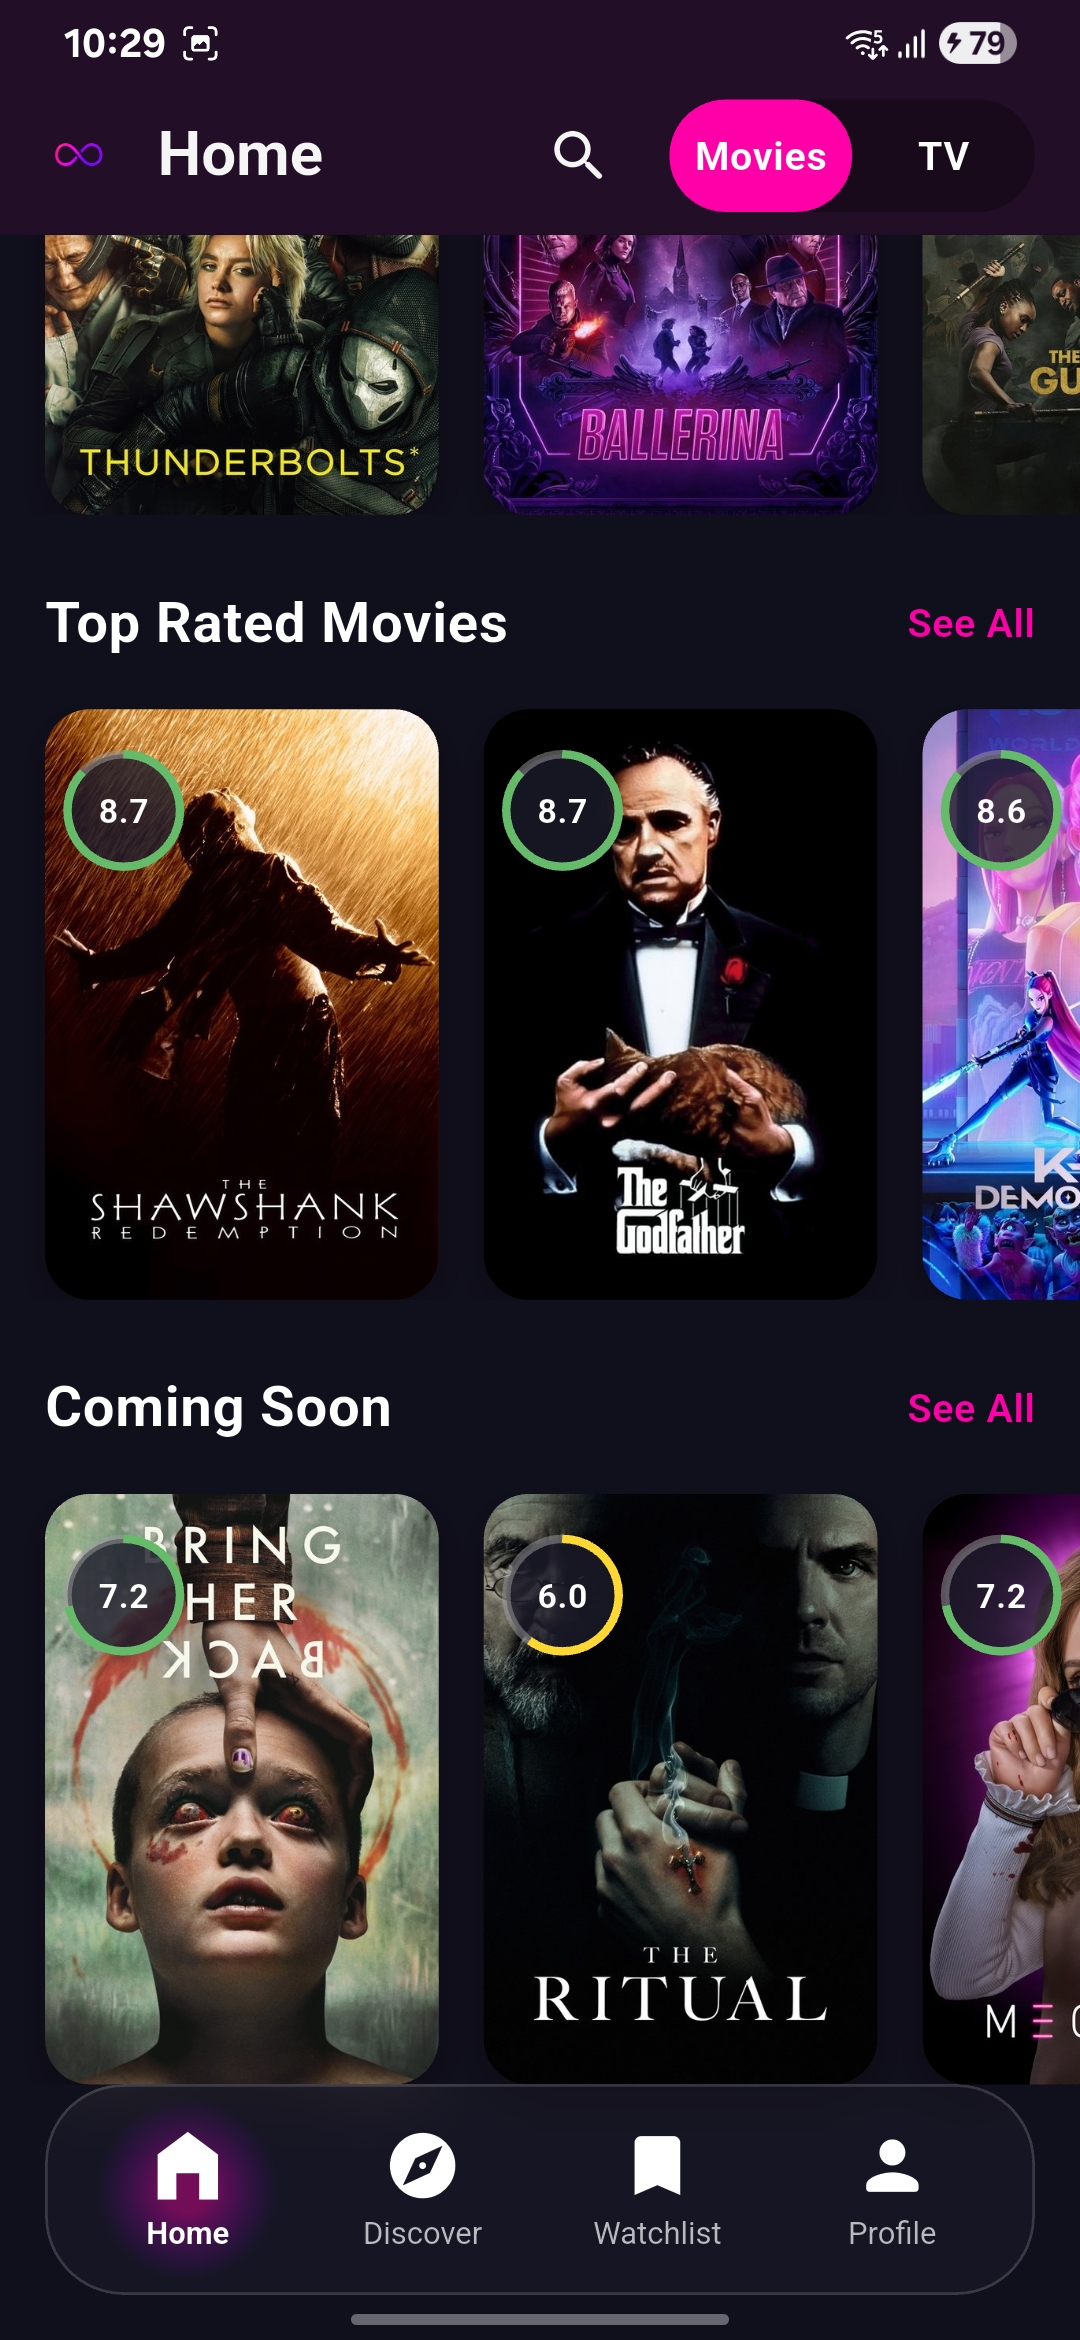 10:29
5
79
Home
Movies
TV
THUNDERBOLTS*
BALLERINA
THE
GU
Top Rated Movies
See All
8.7
8.7
8.6
WORLD
THE
SHAWSHANK
REDEMPTION
The
Godfather
K-
DEMO
Coming Soon
See All
7.2
6.0
7.2
BRING
HER
BACK
THE
RITUAL
M
Home
Discover
Watchlist
Profile